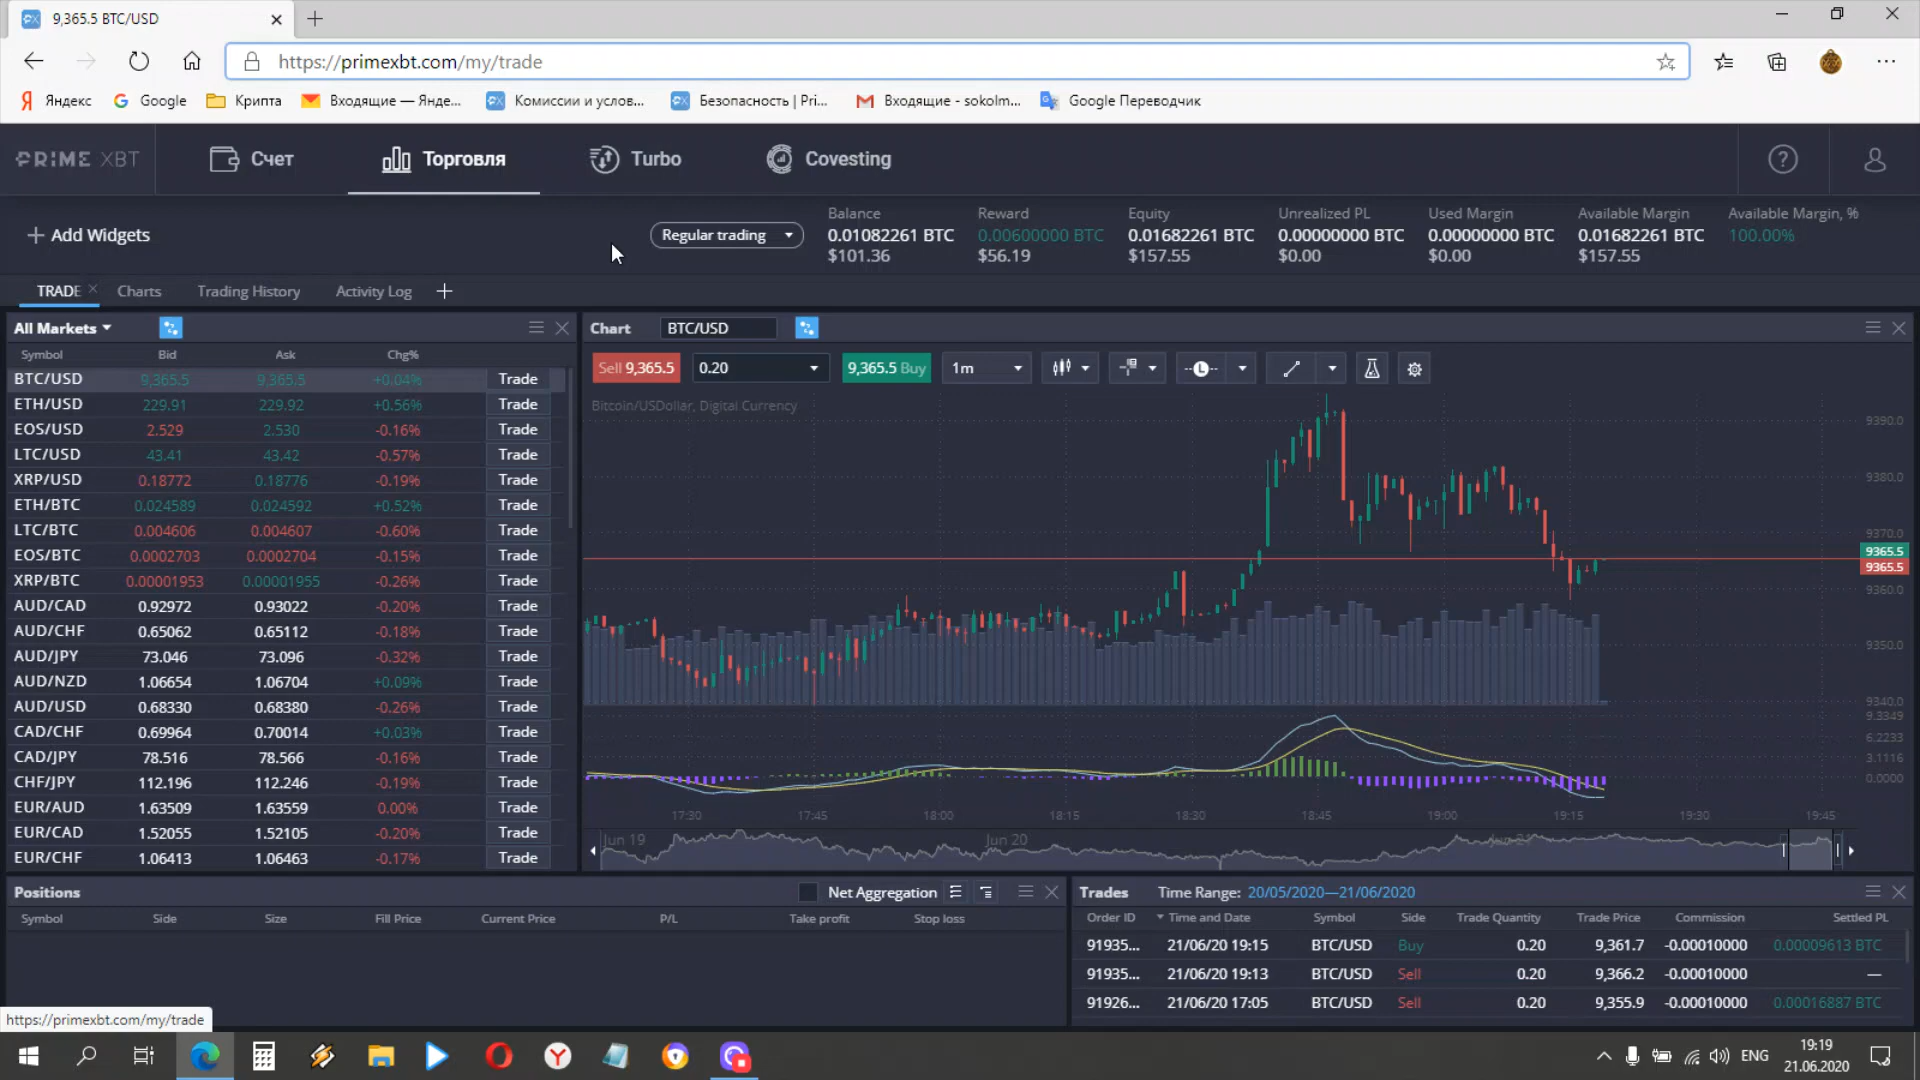 9,365.5 BTC/USD
https://primexbt.com/my/trade
Яндекс Google Крипта Входящие — Янде... Комиссии и услов... Безопасность | Pri... Входящие - sokolm... Google Переводчик
PRIME XBT Счет Торговля Turbo Covesting
Add Widgets Regular trading
Balance Reward Equity Unrealized PL Used Margin Available Margin Available Margin, %
0.01082261 BTC 0.00600000 BTC 0.01682261 BTC 0.00000000 BTC 0.00000000 BTC 0.01682261 BTC 100.00%
$101.36 $56.19 $157.55 $0.00 $0.00 $157.55
TRADE Charts Trading History Activity Log
All Markets
Symbol Bid Ask Chg%
BTC/USD 9,365.5 9,365.5 +0.04% Trade
ETH/USD 229.91 229.92 +0.56% Trade
EOS/USD 2.529 2.530 -0.16% Trade
LTC/USD 43.41 43.42 -0.57% Trade
XRP/USD 0.18772 0.18776 -0.19% Trade
ETH/BTC 0.024589 0.024592 +0.52% Trade
LTC/BTC 0.004606 0.004607 -0.60% Trade
EOS/BTC 0.0002703 0.0002704 -0.15% Trade
XRP/BTC 0.00001953 0.00001955 -0.26% Trade
AUD/CAD 0.92972 0.93022 -0.20% Trade
AUD/CHF 0.65062 0.65112 -0.18% Trade
AUD/JPY 73.046 73.096 -0.32% Trade
AUD/NZD 1.06654 1.06704 +0.09% Trade
AUD/USD 0.68330 0.68380 -0.26% Trade
CAD/CHF 0.69964 0.70014 +0.03% Trade
CAD/JPY 78.516 78.566 -0.16% Trade
CHF/JPY 112.196 112.246 -0.19% Trade
EUR/AUD 1.63509 1.63559 0.00% Trade
EUR/CAD 1.52055 1.52105 -0.20% Trade
EUR/CHF 1.06413 1.06463 -0.17% Trade
Chart BTC/USD
Sell 9,365.5 0.20 9,365.5 Buy 1m L
Bitcoin/USDollar, Digital Currency
9390.0
9380.0
9370.0
9365.5
9365.5
9360.0
9350.0
9340.0
9.3349
6.2233
3.1116
0.0000
17:30 17:45 18:00 18:15 18:30 18:45 19:00 19:15 19:30 19:45
Jun 19 Jun 20 Jun 21
Positions Net Aggregation
Symbol Side Size Fill Price Current Price P/L Take profit Stop loss
Trades Time Range: 20/05/2020—21/06/2020
Order ID Time and Date Symbol Side Trade Quantity Trade Price Commission Settled PL
91935... 21/06/20 19:15 BTC/USD Buy 0.20 9,361.7 -0.00010000 0.00009613 BTC
91935... 21/06/20 19:13 BTC/USD Sell 0.20 9,366.2 -0.00010000 —
91926... 21/06/20 17:05 BTC/USD Sell 0.20 9,355.9 -0.00010000 0.00016887 BTC
https://primexbt.com/my/trade
ENG 19:19
21.06.2020